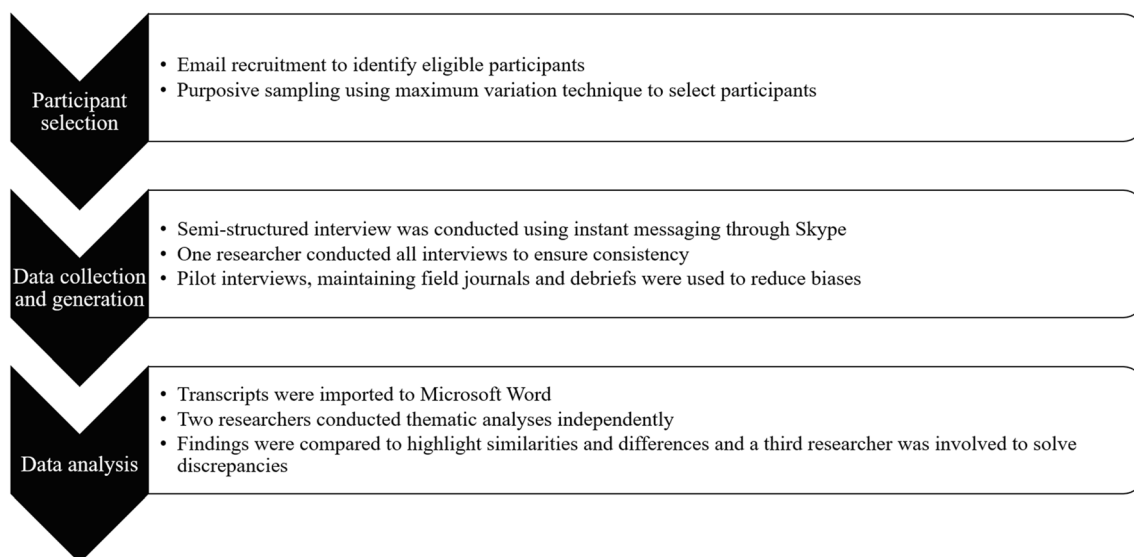 Participant
selection
• Email recruitment to identify eligible participants
• Purposive sampling using maximum variation technique to select participants
Data collection
and generation
• Semi-structured interview was conducted using instant messaging through Skype
• One researcher conducted all interviews to ensure consistency
• Pilot interviews, maintaining field journals and debriefs were used to reduce biases
Data analysis
• Transcripts were imported to Microsoft Word
• Two researchers conducted thematic analyses independently
• Findings were compared to highlight similarities and differences and a third researcher was involved to solve
discrepancies